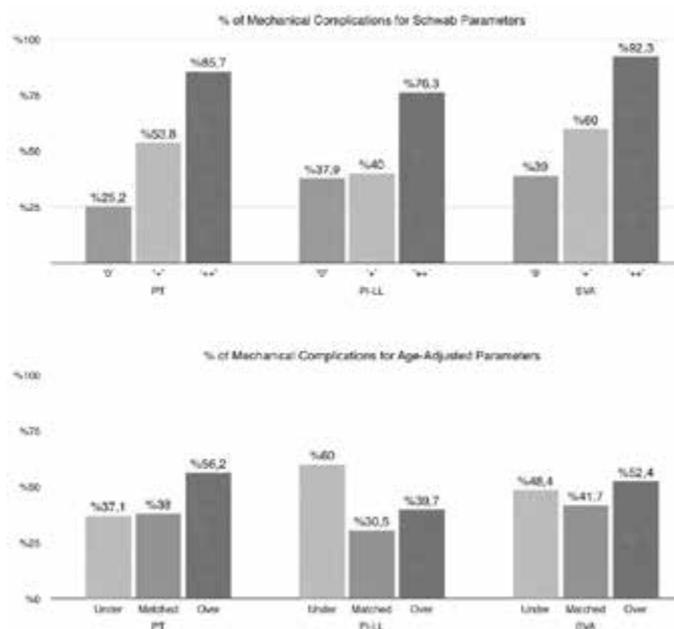 % of Mechanical Complications for Schwab Parameters
%100
%92,3
%85,7
%76,3
%75
%60
%53,8
%50
%37,9
%40
%39
%25,2
%25
"0"
"+"
"++"
"0"
"+"
"++"
"0"
"+"
"++"
PT
PI-LL
SVA
% of Mechanical Complications for Age-Adjusted Parameters
%100
%75
%60
%56,2
%52,4
%50
%48,4
%41,7
%37,1
%38
%39,7
%30,5
%25
%0
Under
Matched
Over
Under
Matched
Over
Under
Matched
Over
PT
PI-LL
SVA